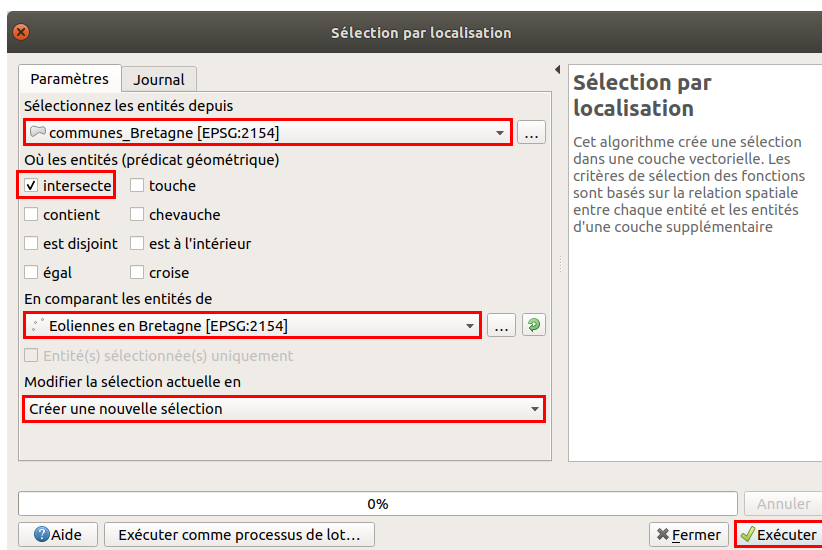 Sélection par localisation
Paramètres
Journal
Sélectionnez les entités depuis
communes_Bretagne [EPSG:2154]
...
Où les entités (prédicat géométrique)
intersecte
touche
contient
chevauche
est disjoint
est à l'intérieur
égal
croise
En comparant les entités de
Eoliennes en Bretagne [EPSG:2154]
...
Entité(s) sélectionnée(s) uniquement
Modifier la sélection actuelle en
Créer une nouvelle sélection
Sélection par
localisation
Cet algorithme crée une sélection
dans une couche vectorielle. Les
critères de sélection des fonctions
sont basés sur la relation spatiale
entre chaque entité et les entités
d'une couche supplémentaire
0%
Annuler
Aide
Exécuter comme processus de lot...
Fermer
Exécuter